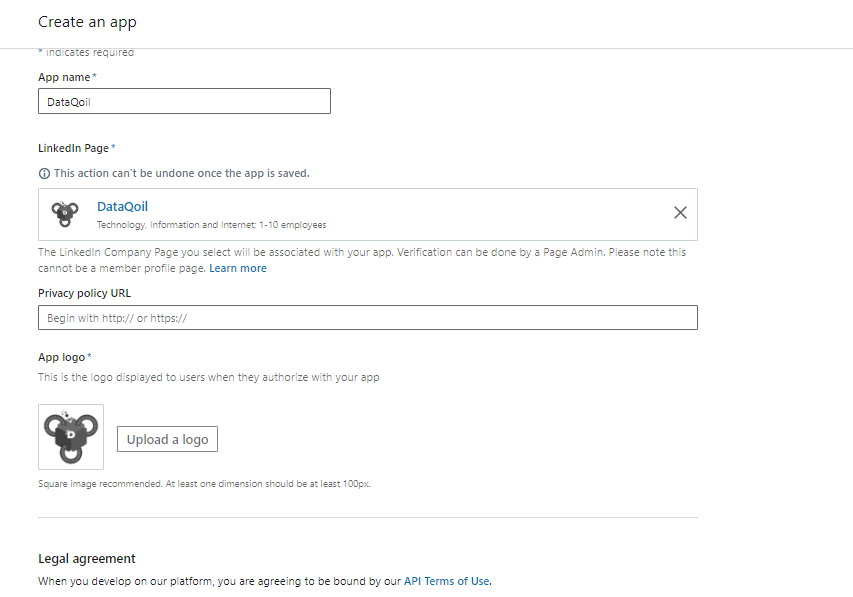 Create an app
* indicates required
App name*
DataQoil
LinkedIn Page*
This action can't be undone once the app is saved.
DataQoil
Technology, Information and Internet; 1-10 employees
The LinkedIn Company Page you select will be associated with your app. Verification can be done by a Page Admin. Please note this
cannot be a member profile page. Learn more
Privacy policy URL
Begin with http:// or https://
App logo*
This is the logo displayed to users when they authorize with your app
D
Upload a logo
Square image recommended. At least one dimension should be at least 100px.
Legal agreement
When you develop on our platform, you are agreeing to be bound by our API Terms of Use.